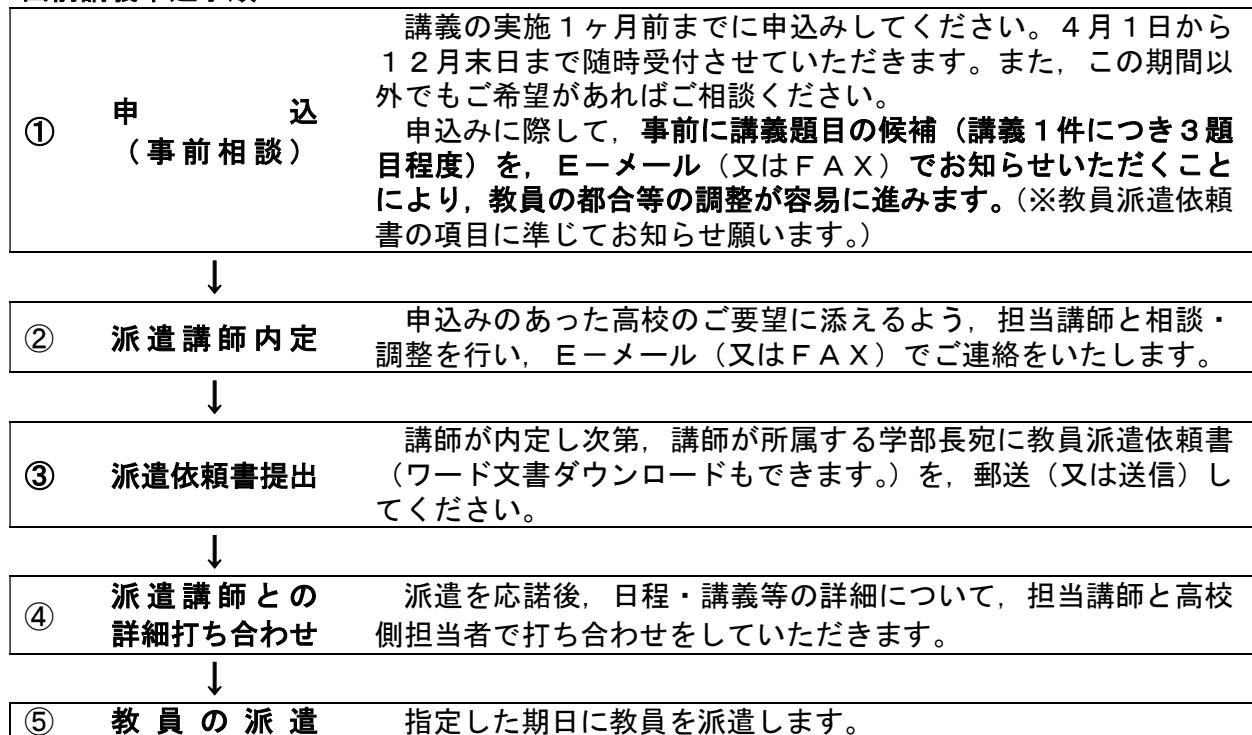 講義の実施１ヶ月前までに申込みしてください。４月１日から
１２月末日まで随時受付させていただきます。また，この期間以
外でもご希望があればご相談ください。
①
申込
（事前相談）
申込みに際して，事前に講義題目の候補（講義１件につき３題
目程度）を，Ｅ－メール（又はＦＡＸ）でお知らせいただくこと
により，教員の都合等の調整が容易に進みます。（※教員派遣依頼
書の項目に準じてお知らせ願います。）
↓
② 派遣講師内定
申込みのあった高校のご要望に添えるよう，担当講師と相談・
調整を行い，Ｅ－メール（又はＦＡＸ）でご連絡をいたします。
↓
③ 派遣依頼書提出
講師が内定し次第，講師が所属する学部長宛に教員派遣依頼書
（ワード文書ダウンロードもできます。）を，郵送（又は送信）し
てください。
↓
④
派遣講師との
詳細打ち合わせ
派遣を応諾後，日程・講義等の詳細について，担当講師と高校
側担当者で打ち合わせをしていただきます。
↓
⑤ 教員の派遣 指定した期日に教員を派遣します。